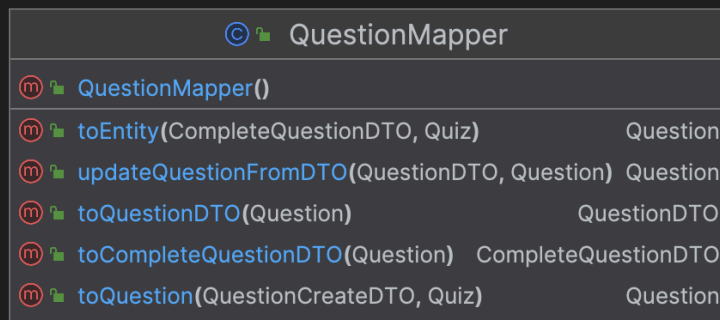 QuestionMapper
QuestionMapper()
toEntity(CompleteQuestionDTO, Quiz) Question
updateQuestionFromDTO(QuestionDTO, Question) Question
toQuestionDTO(Question) QuestionDTO
toCompleteQuestionDTO(Question) CompleteQuestionDTO
toQuestion(QuestionCreateDTO, Quiz) Question